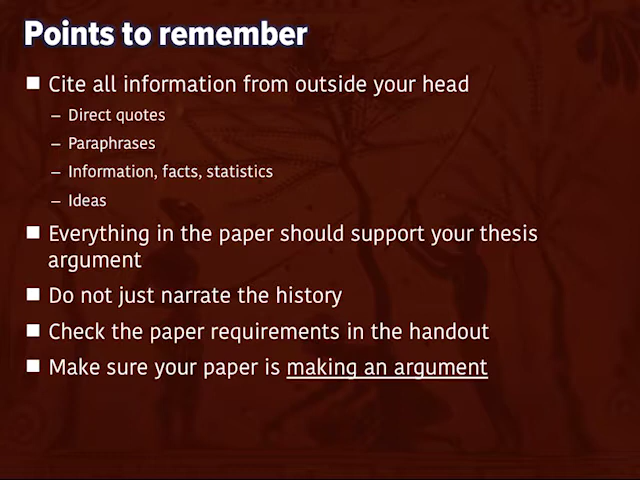 Points to remember
■ Cite all information from outside your head
– Direct quotes
– Paraphrases
– Information, facts, statistics
– Ideas
■ Everything in the paper should support your thesis
argument
■ Do not just narrate the history
■ Check the paper requirements in the handout
■ Make sure your paper is making an argument